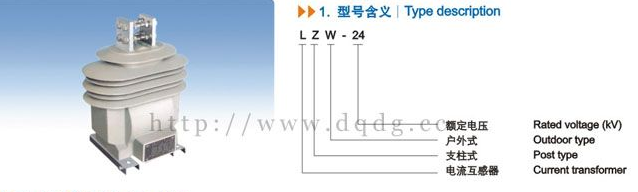 1. 型号含义 | Type description
L Z W - 24
额定电压 Rated voltage (kV)
户外式 Outdoor type
支柱式 Post type
电流互感器 Current transformer
http://www.dqdg.cc